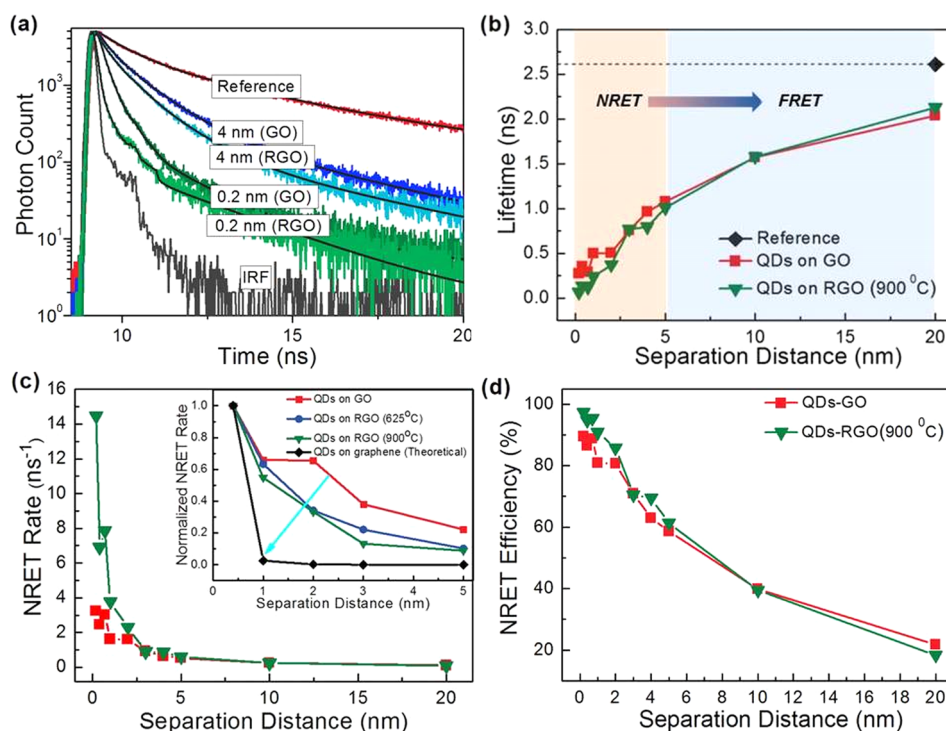 (a)
Photon Count
10³
10²
10¹
10⁰
Reference
4 nm (GO)
4 nm (RGO)
0.2 nm (GO)
0.2 nm (RGO)
IRF
10
15
20
Time (ns)
(b)
Lifetime (ns)
3.0
2.5
2.0
1.5
1.0
0.5
0.0
NRET
FRET
Reference
QDs on GO
QDs on RGO (900 ⁰C)
0
5
10
15
20
Separation Distance (nm)
(c)
NRET Rate (ns⁻¹)
16
14
12
10
8
6
4
2
0
Normalized NRET Rate
1.0
0.8
0.6
0.4
0.2
0.0
QDs on GO
QDs on RGO (625⁰C)
QDs on RGO (900⁰C)
QDs on graphene (Theoretical)
0
1
2
3
4
5
Separation Distance (nm)
0
5
10
15
20
Separation Distance (nm)
(d)
NRET Efficiency (%)
100
80
60
40
20
QDs-GO
QDs-RGO(900 ⁰C)
0
2
4
6
8
10
12
14
16
18
20
Separation Distance (nm)